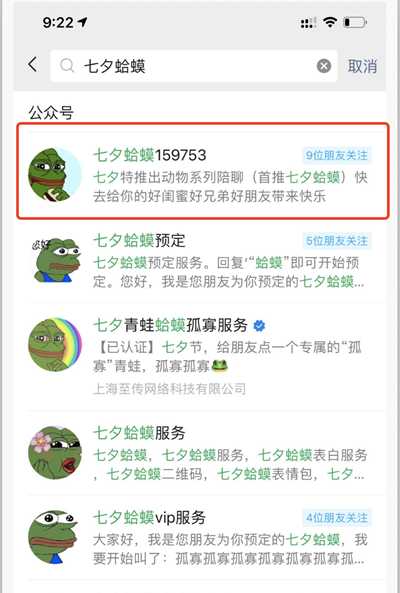 9:22
七夕蛤蟆
取消
公众号
七夕蛤蟆159753
9位朋友关注
七夕特推出动物系列陪聊（首推七夕蛤蟆）快
去给你的好闺蜜好兄弟好朋友带来快乐
你好
七夕蛤蟆预定
5位朋友关注
七夕蛤蟆预定服务。回复“蛤蟆”即可开始预
定。您好，我是您朋友为你预定的七夕蛤蟆...
七夕青蛙蛤蟆孤寡服务
【已认证】七夕节，给朋友点一个专属的“孤
寡”青蛙，孤寡孤寡🐸
上海至传网络科技有限公司
七夕蛤蟆服务
七夕蛤蟆，七夕蛤蟆服务，七夕蛤蟆表白服务
，七夕蛤蟆二维码，七夕蛤蟆表情包，七夕...
七夕蛤蟆vip服务
4位朋友关注
大家好，我是您朋友为你预定的七夕蛤蟆，我
要开始叫了：孤寡孤寡孤寡孤寡孤寡孤寡孤...